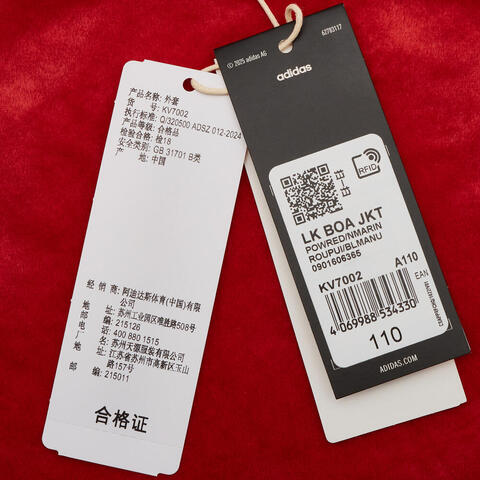 产品名称: 外套
货 号: KV7002
执行标准: Q/320500 ADSZ 012-2024
产品等级: 合格品
检验合格: 检18
安全类别: GB 31701 B类
产 地: 中国
经 销 商: 阿迪达斯体育(中国)有限
公司
地 址: 苏州工业园区唯胜路508号
邮 编: 215126
电 话: 400 880 1515
厂 名: 苏州天源服装有限公司
地 址: 江苏省苏州市高新区玉山
路157号
邮 编: 215011
合格证
© 2025 adidas AG
62783117
adidas
RFID
LK BOA JKT
POWRED/NMARIN
ROUPUI/BLMANU
0901606365
KV7002 A110
EAN
4 069988 534330
110
ADIDAS.COM